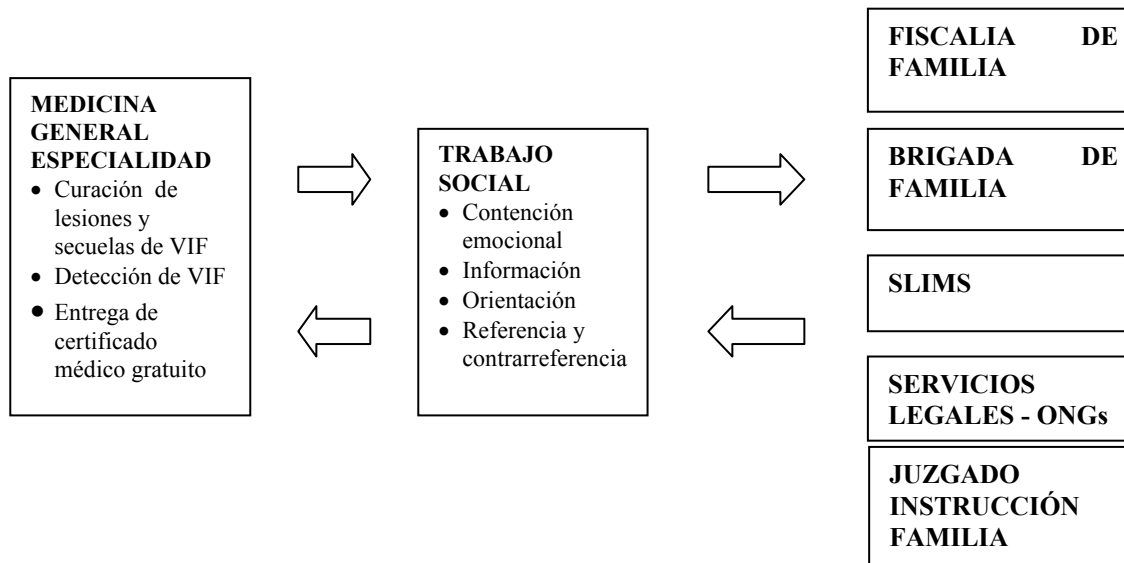 MEDICINA
GENERAL
ESPECIALIDAD
• Curación de
lesiones y
secuelas de VIF
• Detección de VIF
• Entrega de
certificado
médico gratuito
TRABAJO
SOCIAL
• Contención
emocional
• Información
• Orientación
• Referencia y
contrarreferencia
FISCALIA DE
FAMILIA
BRIGADA DE
FAMILIA
SLIMS
SERVICIOS
LEGALES - ONGs
JUZGADO
INSTRUCCIÓN
FAMILIA